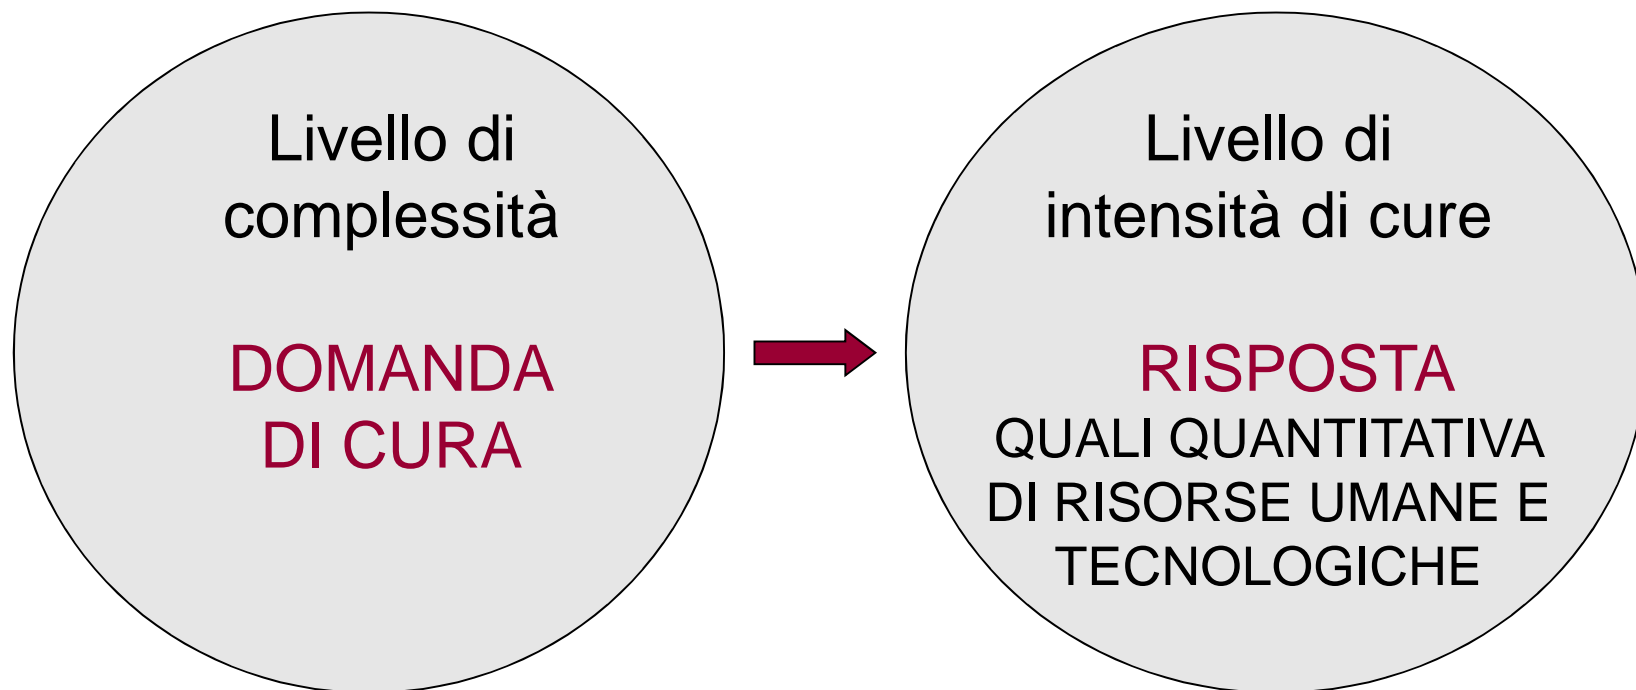 Livello di
complessità
DOMANDA
DI CURA
Livello di
intensità di cure
RISPOSTA
QUALI QUANTITATIVA
DI RISORSE UMANE E
TECNOLOGICHE